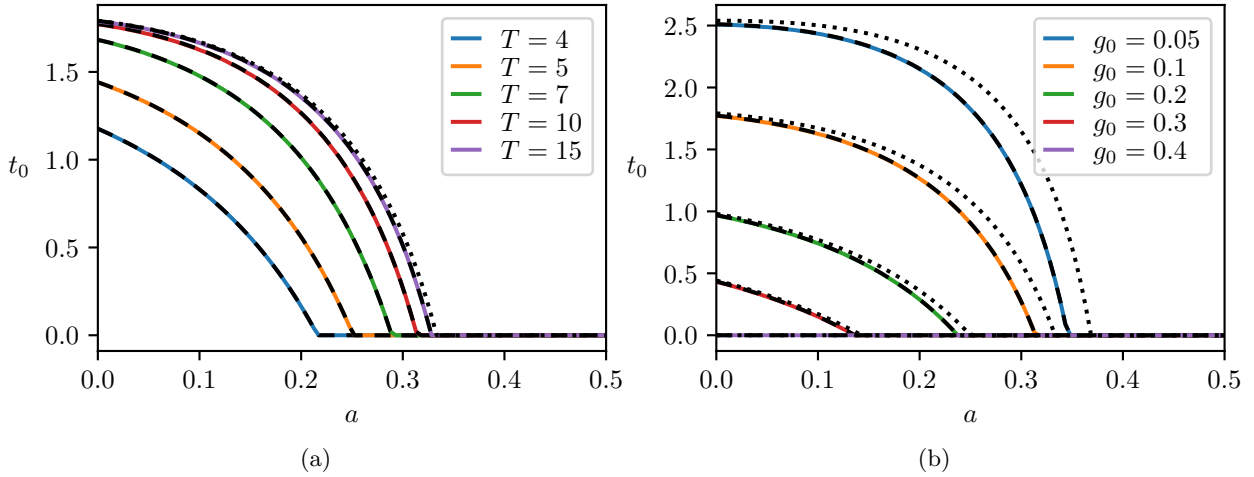 t₀
1.5
1.0
0.5
0.0
0.0 0.1 0.2 0.3 0.4 0.5
a
T = 4
T = 5
T = 7
T = 10
T = 15
(a)
t₀
2.5
2.0
1.5
1.0
0.5
0.0
0.0 0.1 0.2 0.3 0.4 0.5
a
g₀ = 0.05
g₀ = 0.1
g₀ = 0.2
g₀ = 0.3
g₀ = 0.4
(b)